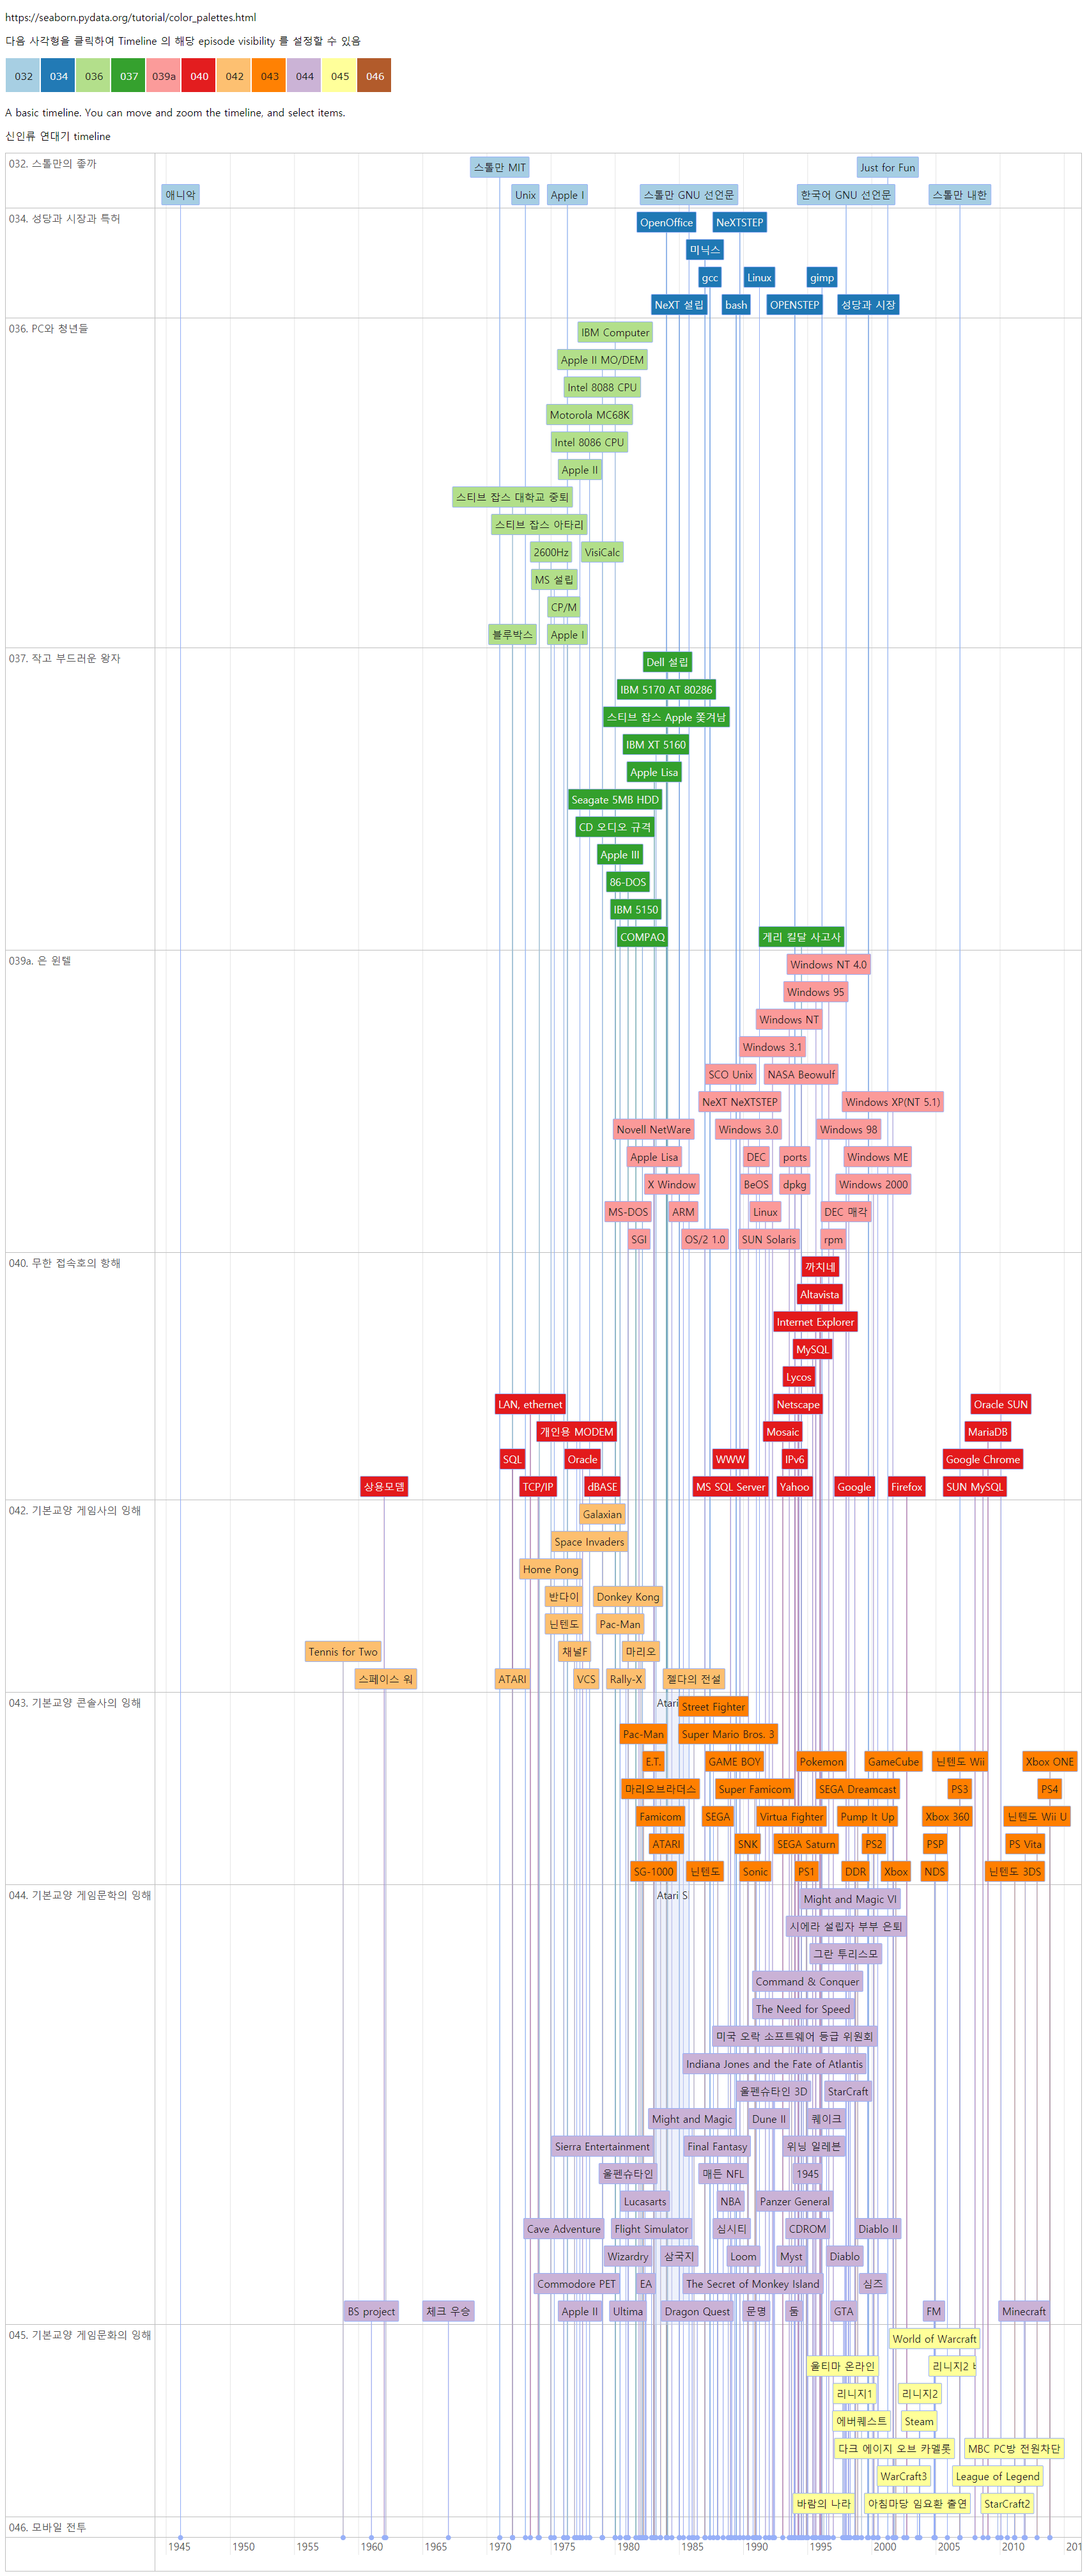 https://seaborn.pydata.org/tutorial/color_palettes.html
다음 사각형을 클릭하여 Timeline 의 해당 episode visibility 를 설정할 수 있음
032 034 036 037 039a 040 042 043 044 045 046
A basic timeline. You can move and zoom the timeline, and select items.
신인류 연대기 timeline
032. 스톨만의 좋까 스톨만 MIT Just for Fun
애니악 Unix Apple I 스톨만 GNU 선언문 한국어 GNU 선언문 스톨만 내한
034. 성당과 시장과 특허 OpenOffice NeXTSTEP
미닉스
gcc Linux gimp
NeXT 설립 bash OPENSTEP 성당과 시장
036. PC와 청년들 IBM Computer
Apple II MO/DEM
Intel 8088 CPU
Motorola MC68K
Intel 8086 CPU
Apple II
스티브 잡스 대학교 중퇴
스티브 잡스 아타리
2600Hz VisiCalc
MS 설립
CP/M
블루박스 Apple I
037. 작고 부드러운 왕자 Dell 설립
IBM 5170 AT 80286
스티브 잡스 Apple 쫓겨남
IBM XT 5160
Apple Lisa
Seagate 5MB HDD
CD 오디오 규격
Apple III
86-DOS
IBM 5150
COMPAQ 게리 킬달 사고사
039a. 은 윈텔 Windows NT 4.0
Windows 95
Windows NT
Windows 3.1
SCO Unix NASA Beowulf
NeXT NeXTSTEP Windows XP(NT 5.1)
Novell NetWare Windows 3.0 Windows 98
Apple Lisa DEC ports Windows ME
X Window BeOS dpkg Windows 2000
MS-DOS ARM Linux DEC 매각
SGI OS/2 1.0 SUN Solaris rpm
040. 무한 접속호의 항해 까치네
Altavista
Internet Explorer
MySQL
Lycos
LAN, ethernet Netscape Oracle SUN
개인용 MODEM Mosaic MariaDB
SQL Oracle WWW IPv6 Google Chrome
상용모뎀 TCP/IP dBASE MS SQL Server Yahoo Google Firefox SUN MySQL
042. 기본교양 게임사의 잉해 Galaxian
Space Invaders
Home Pong
반다이 Donkey Kong
닌텐도 Pac-Man
Tennis for Two 채널F 마리오
스페이스 워 ATARI VCS Rally-X 젤다의 전설
043. 기본교양 콘솔사의 잉해 Atari Street Fighter
Pac-Man Super Mario Bros. 3
E.T. GAME BOY Pokemon GameCube 닌텐도 Wii Xbox ONE
마리오브라더스 Super Famicom SEGA Dreamcast PS3 PS4
Famicom SEGA Virtua Fighter Pump It Up Xbox 360 닌텐도 Wii U
ATARI SNK SEGA Saturn PS2 PSP PS Vita
SG-1000 닌텐도 Sonic PS1 DDR Xbox NDS 닌텐도 3DS
044. 기본교양 게임문학의 잉해 Atari S Might and Magic VI
시에라 설립자 부부 은퇴
그란 투리스모
Command & Conquer
The Need for Speed
미국 오락 소프트웨어 등급 위원회
Indiana Jones and the Fate of Atlantis
울펜슈타인 3D StarCraft
Might and Magic Dune II 퀘이크
Sierra Entertainment Final Fantasy 위닝 일레븐
울펜슈타인 매든 NFL 1945
Lucasarts NBA Panzer General
Cave Adventure Flight Simulator 심시티 CDROM Diablo II
Wizardry 삼국지 Loom Myst Diablo
Commodore PET EA The Secret of Monkey Island 심즈
BS project 체크 우승 Apple II Ultima Dragon Quest 문명 둠 GTA FM Minecraft
045. 기본교양 게임문화의 잉해 World of Warcraft
울티마 온라인 리니지2
리니지1 리니지2
에버퀘스트 Steam
다크 에이지 오브 카멜롯 MBC PC방 전원차단
WarCraft3 League of Legend
바람의 나라 아침마당 임요환 출연 StarCraft2
046. 모바일 전투
1945 1950 1955 1960 1965 1970 1975 1980 1985 1990 1995 2000 2005 2010 201